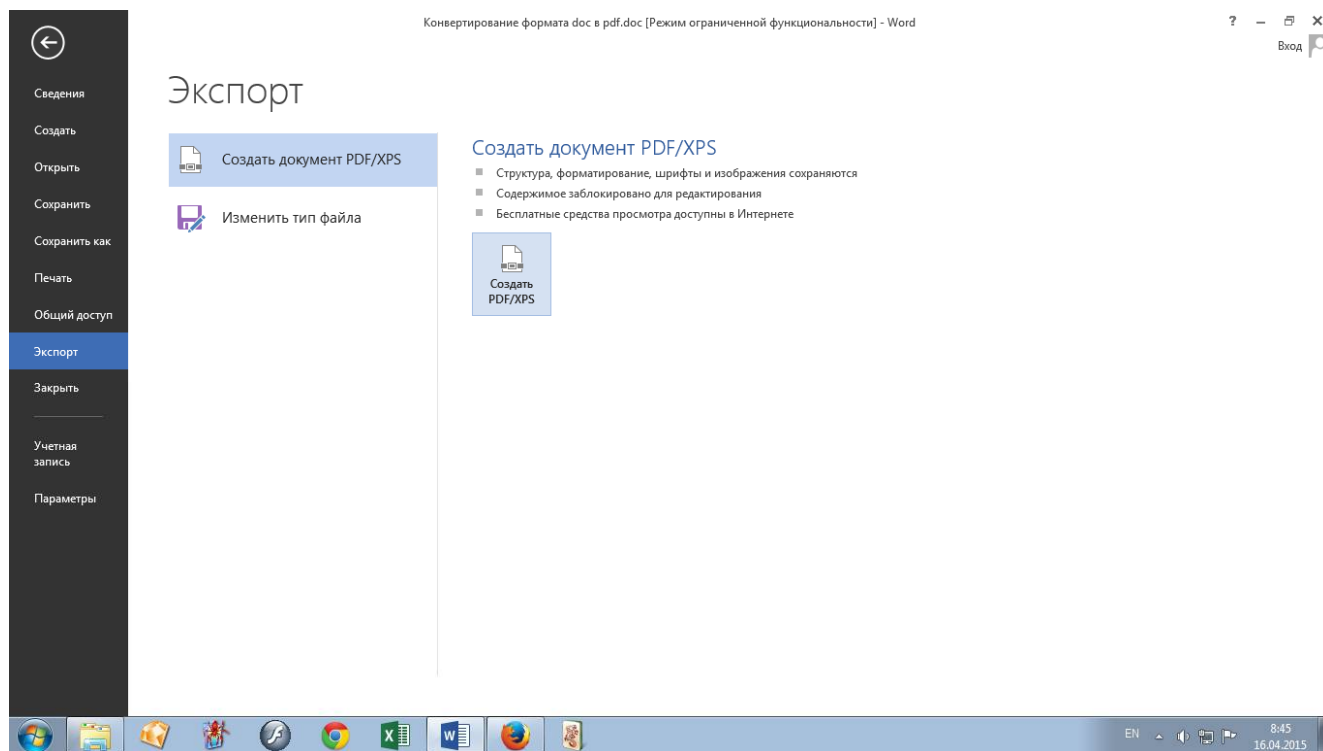 Конвертирование формата doc в pdf.doc [Режим ограниченной функциональности] - Word
?
Вход
Сведения
Создать
Открыть
Сохранить
Сохранить как
Печать
Общий доступ
Экспорт
Закрыть
Учетная
запись
Параметры
Экспорт
Создать документ PDF/XPS
Изменить тип файла
Создать документ PDF/XPS
Структура, форматирование, шрифты и изображения сохраняются
Содержимое заблокировано для редактирования
Бесплатные средства просмотра доступны в Интернете
Создать
PDF/XPS
EN
8:45
16.04.2015